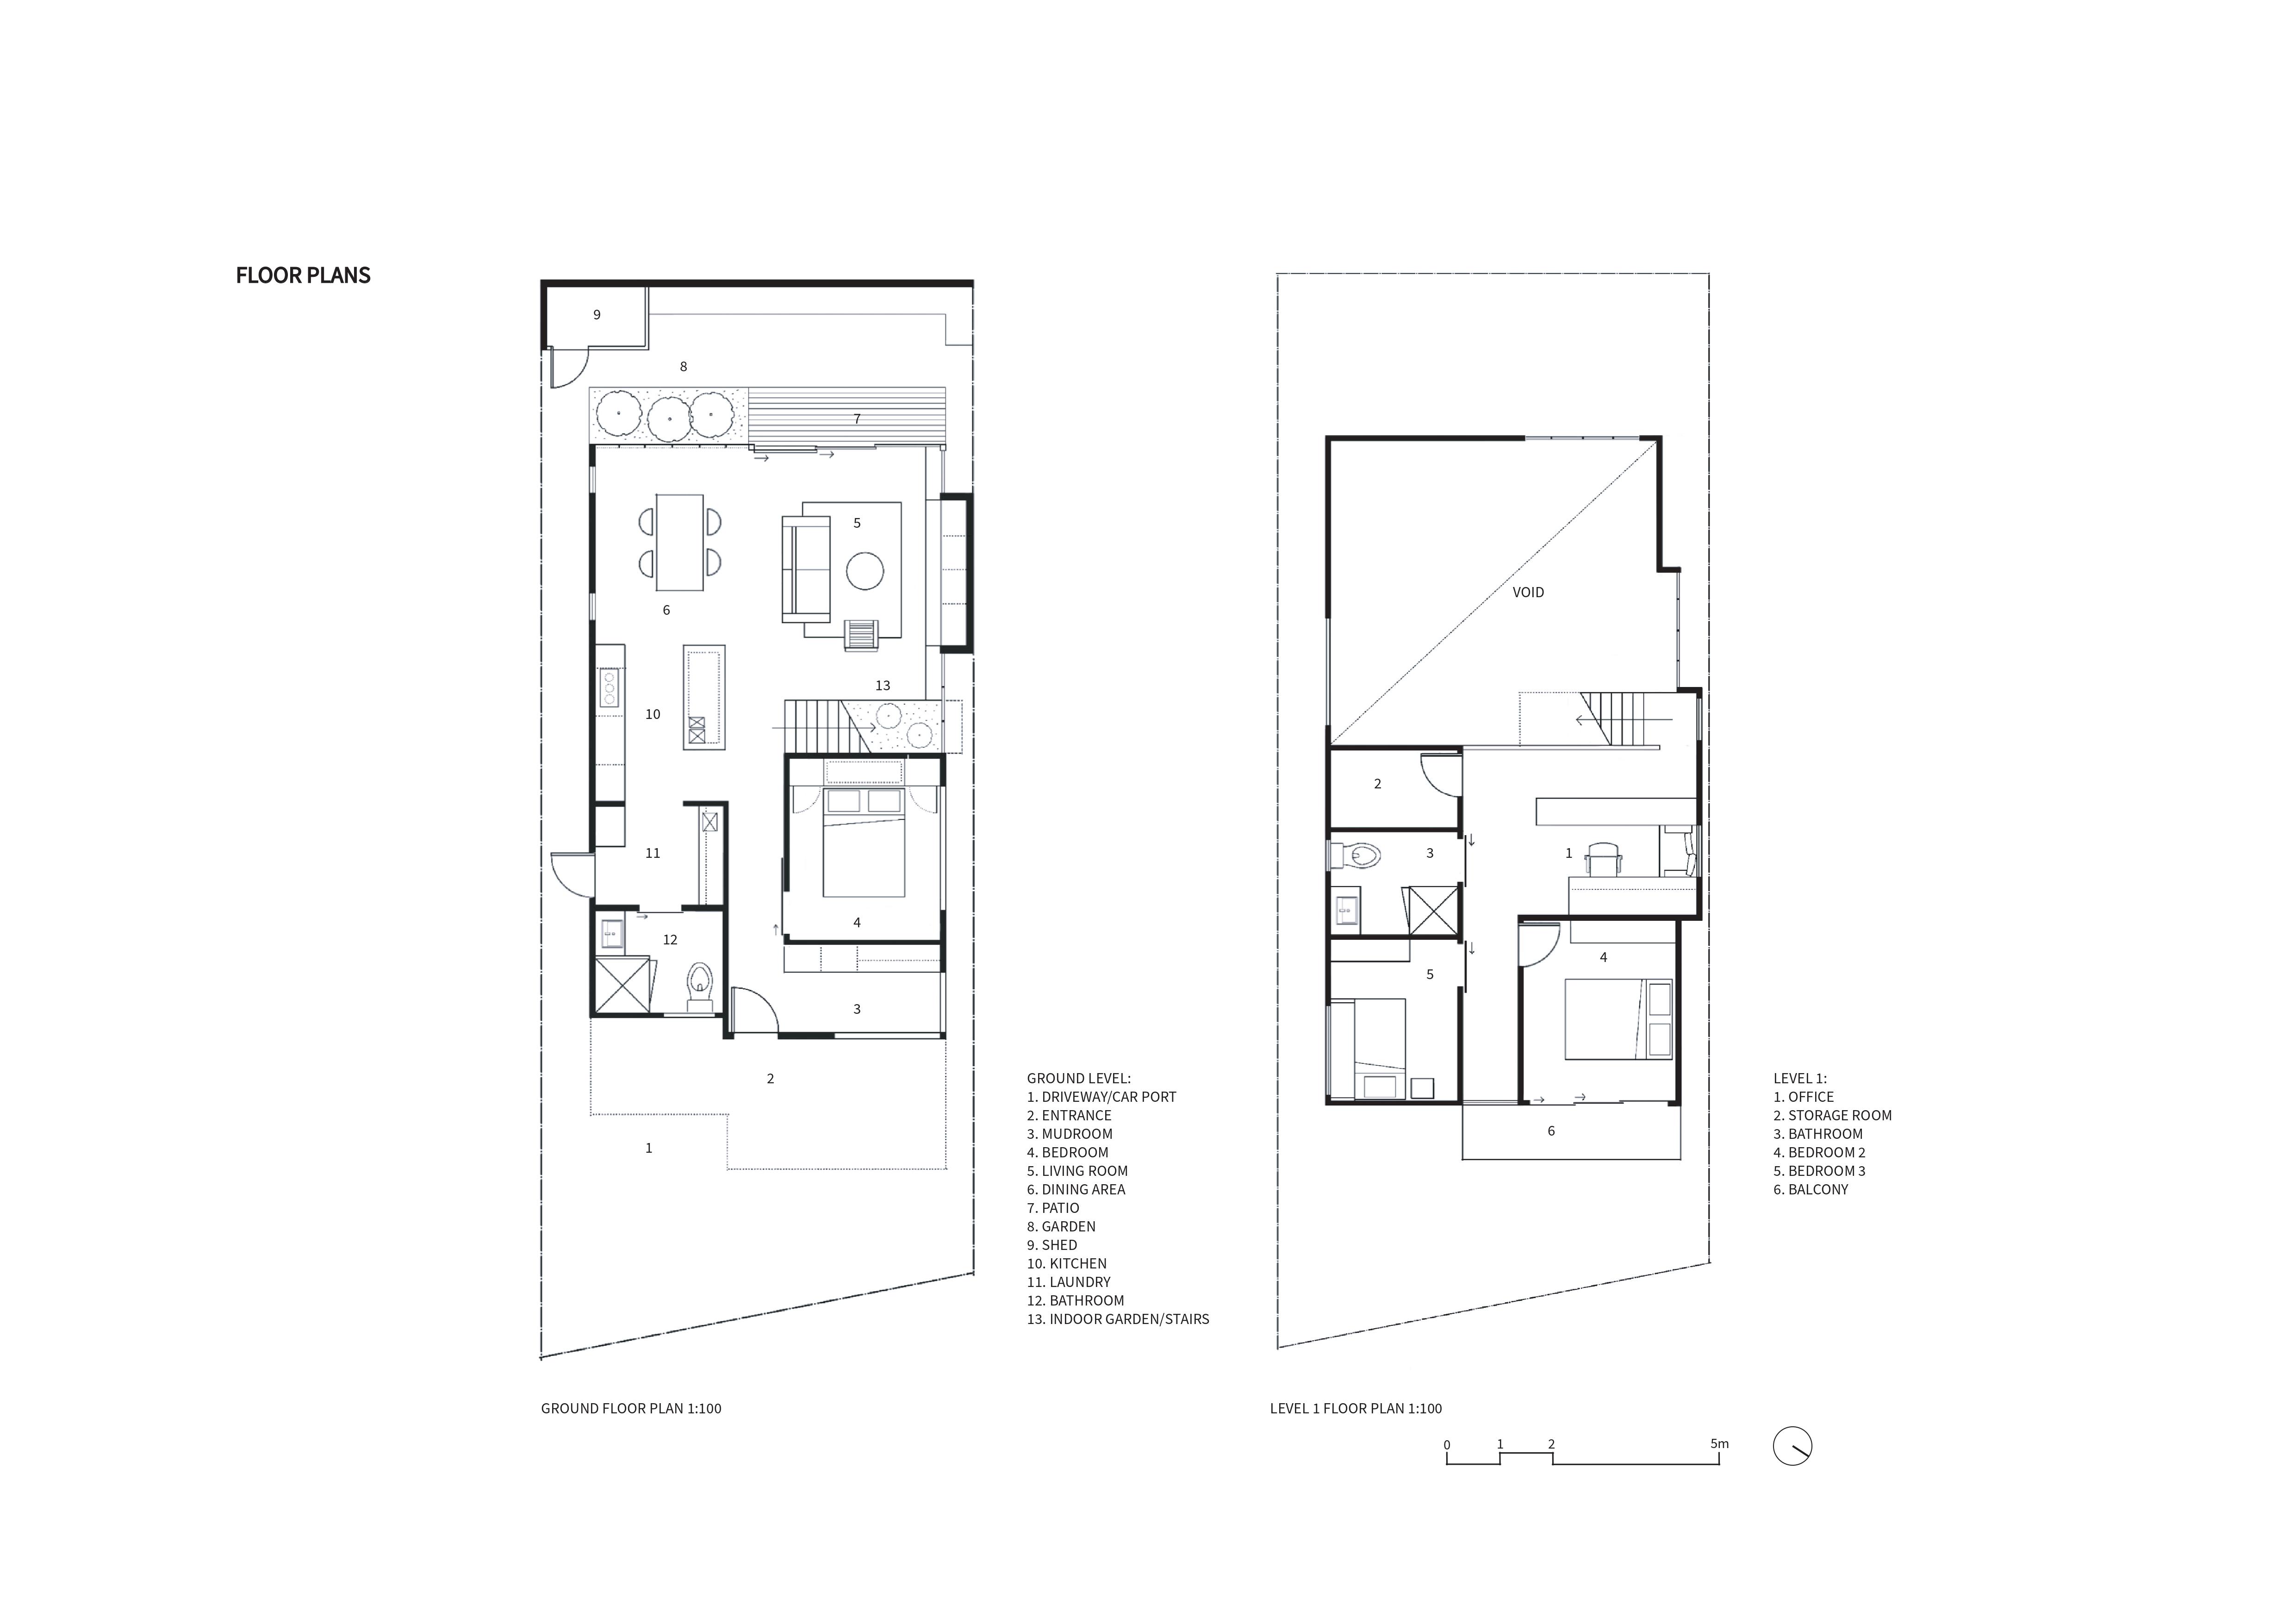 FLOOR PLANS
9
8
7
5
6
13
10
11
4
12
3
2
1
GROUND LEVEL:
1. DRIVEWAY/CAR PORT
2. ENTRANCE
3. MUDROOM
4. BEDROOM
5. LIVING ROOM
6. DINING AREA
7. PATIO
8. GARDEN
9. SHED
10. KITCHEN
11. LAUNDRY
12. BATHROOM
13. INDOOR GARDEN/STAIRS
GROUND FLOOR PLAN 1:100
VOID
2
3
1
4
5
6
LEVEL 1:
1. OFFICE
2. STORAGE ROOM
3. BATHROOM
4. BEDROOM 2
5. BEDROOM 3
6. BALCONY
LEVEL 1 FLOOR PLAN 1:100
0 1 2 5m